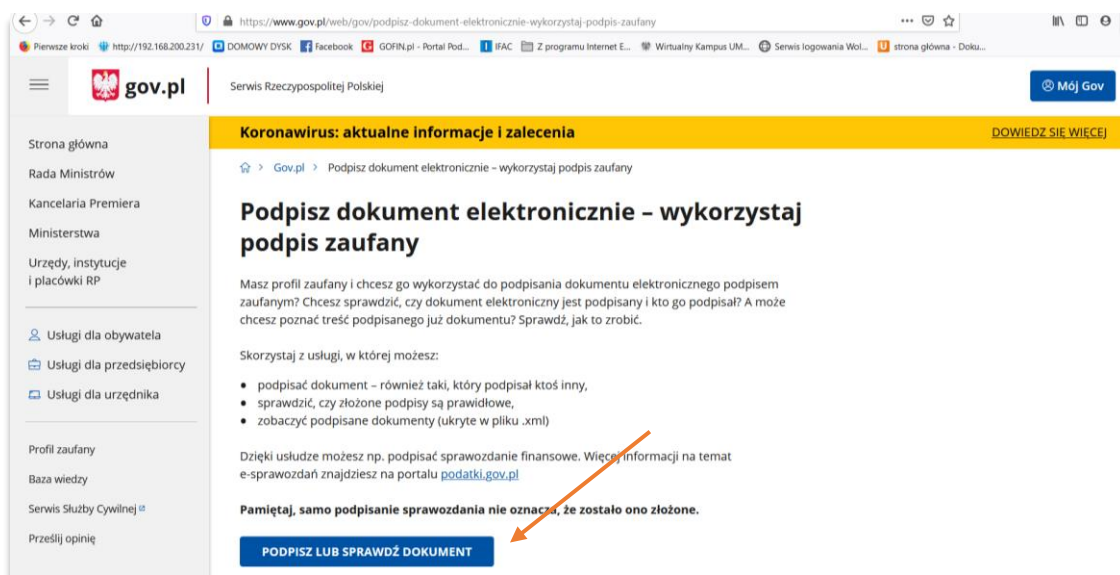 https://www.gov.pl/web/gov/podpisz-dokument-elektronicznie-wykorzystaj-podpis-zaufany
Pierwsze kroki http://192.168.200.231/ DOMOWY DYSK Facebook GOFIN.pl - Portal Pod... IFAC Z programu Internet E... Wirtualny Kampus UM... Serwis logowania Wol... strona główna - Doku...
gov.pl
Serwis Rzeczypospolitej Polskiej
Mój Gov
Koronawirus: aktualne informacje i zalecenia
DOWIEDZ SIĘ WIĘCEJ
Strona główna
Rada Ministrów
Kancelaria Premiera
Ministerstwa
Urzędy, instytucje
i placówki RP
Usługi dla obywatela
Usługi dla przedsiębiorcy
Usługi dla urzędnika
Profil zaufany
Baza wiedzy
Serwis Służby Cywilnej
Prześlij opinię
Gov.pl > Podpisz dokument elektronicznie – wykorzystaj podpis zaufany
Podpisz dokument elektronicznie – wykorzystaj
podpis zaufany
Masz profil zaufany i chcesz go wykorzystać do podpisania dokumentu elektronicznego podpisem
zaufanym? Chcesz sprawdzić, czy dokument elektroniczny jest podpisany i kto go podpisał? A może
chcesz poznać treść podpisanego już dokumentu? Sprawdź, jak to zrobić.
Skorzystaj z usługi, w której możesz:
• podpisać dokument – również taki, który podpisał ktoś inny,
• sprawdzić, czy złożone podpisy są prawidłowe,
• zobaczyć podpisane dokumenty (ukryte w pliku .xml)
Dzięki usłudze możesz np. podpisać sprawozdanie finansowe. Więcej informacji na temat
e-sprawozdań znajdziesz na portalu podatki.gov.pl
Pamiętaj, samo podpisanie sprawozdania nie oznacza, że zostało ono złożone.
PODPISZ LUB SPRAWDŹ DOKUMENT